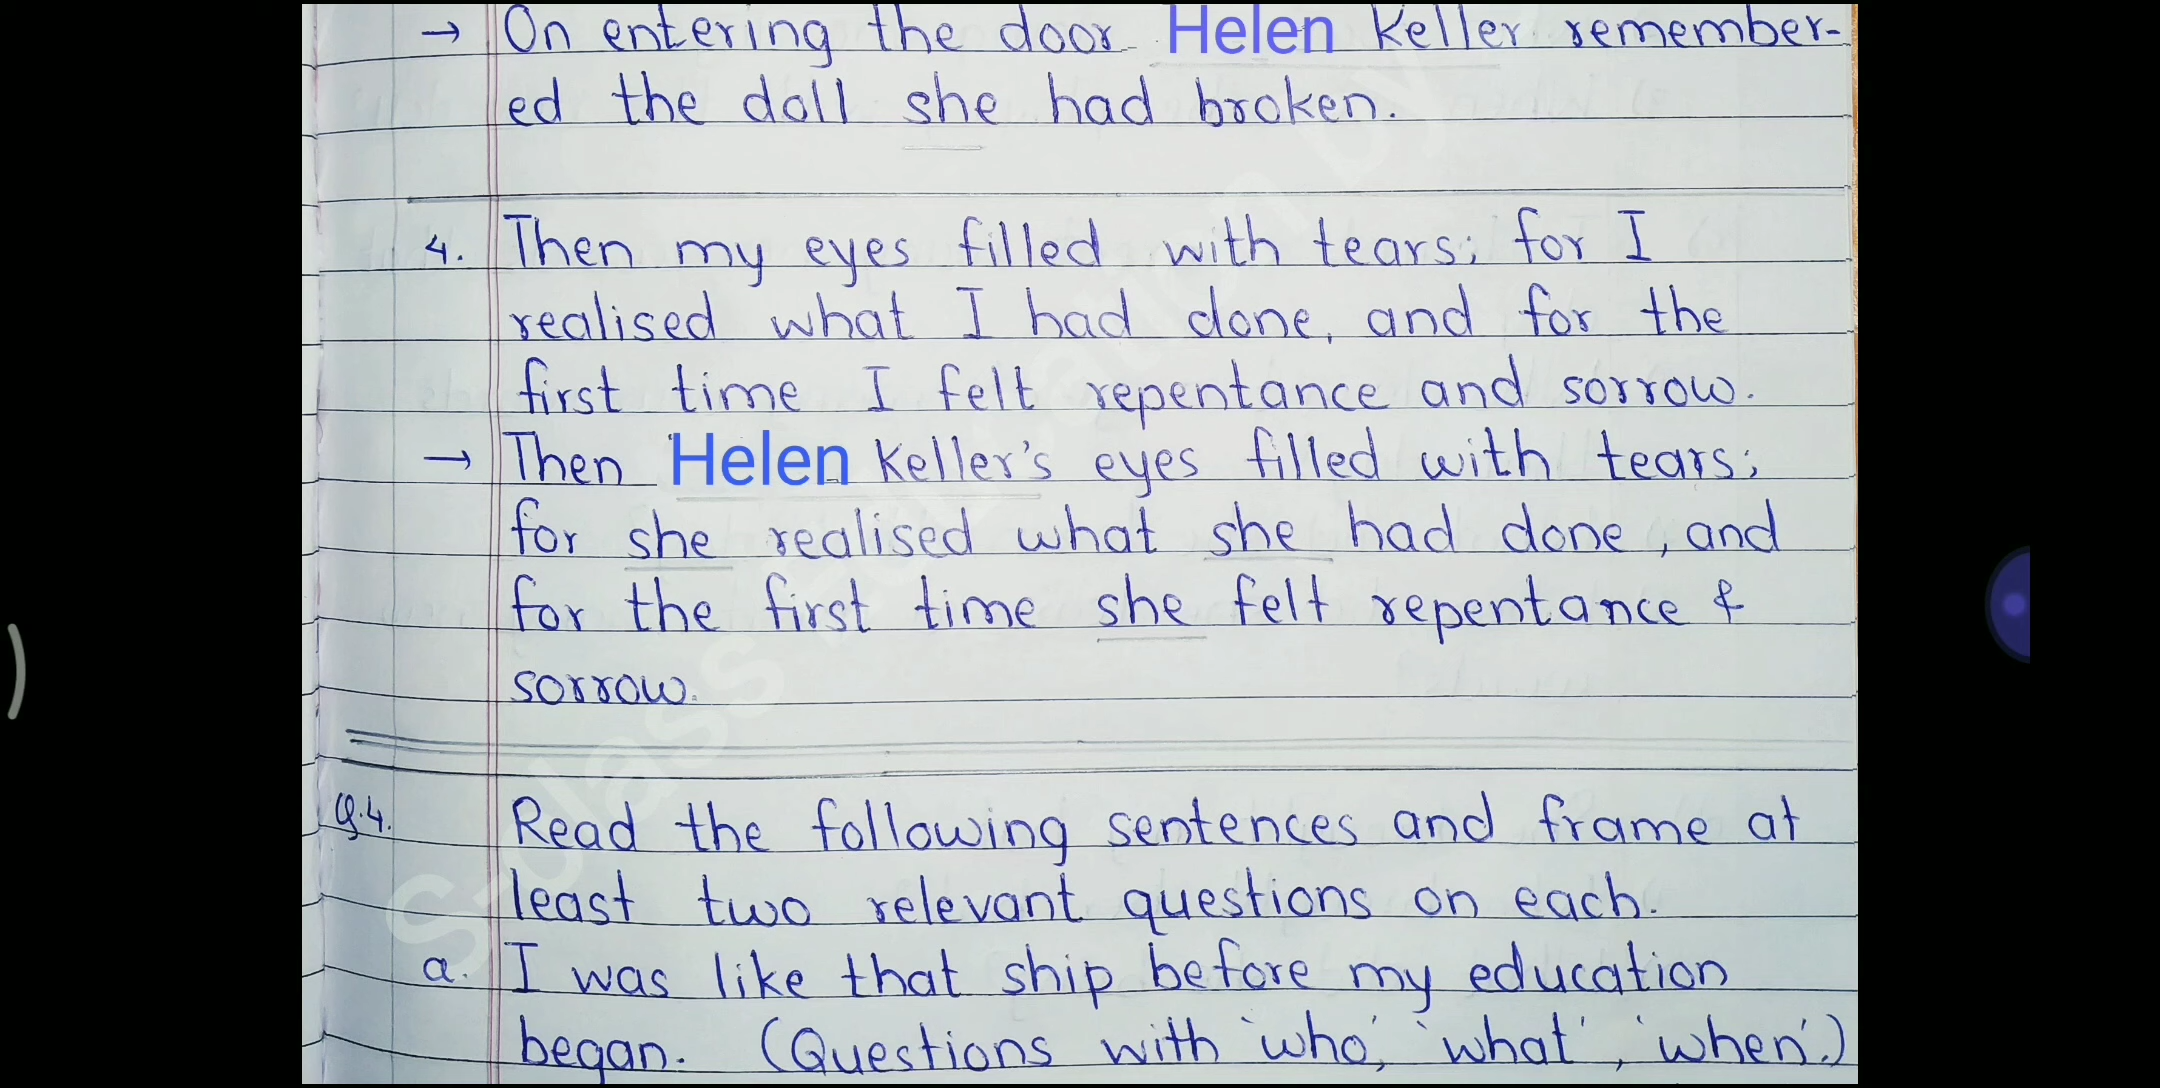 → On entering the door Helen Keller remember-
ed the doll she had broken.
4. Then my eyes filled with tears; for I
realised what I had done, and for the
first time I felt repentance and sorrow.
→ Then Helen Keller's eyes filled with tears;
for she realised what she had done, and
for the first time she felt repentance &
sorrow.
Q.4. Read the following sentences and frame at
least two relevant questions on each.
a. I was like that ship before my education
began. (Questions with 'who', 'what', 'when'.)